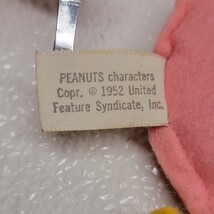 PEANUTS characters
Copr. © 1952 United
Feature Syndicate, Inc.